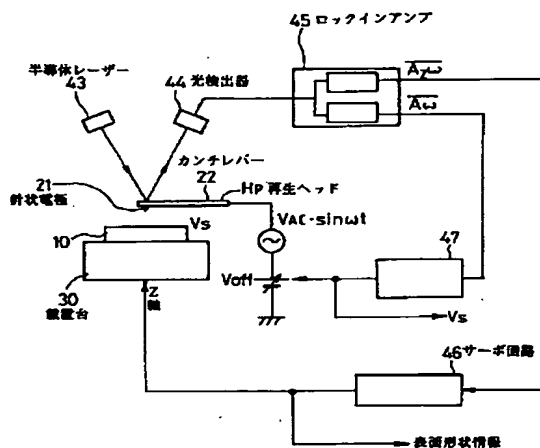 45 ロックインアンプ
半導体レーザー
43
44 光検出器
A₂ω
Aω
カンチレバー
21
針状電極
22
HP 再生ヘッド
VAC・sinωt
10
Vs
30
載置台
Z
軸
Voff
47
Vs
46 サーボ回路
表面形状情報